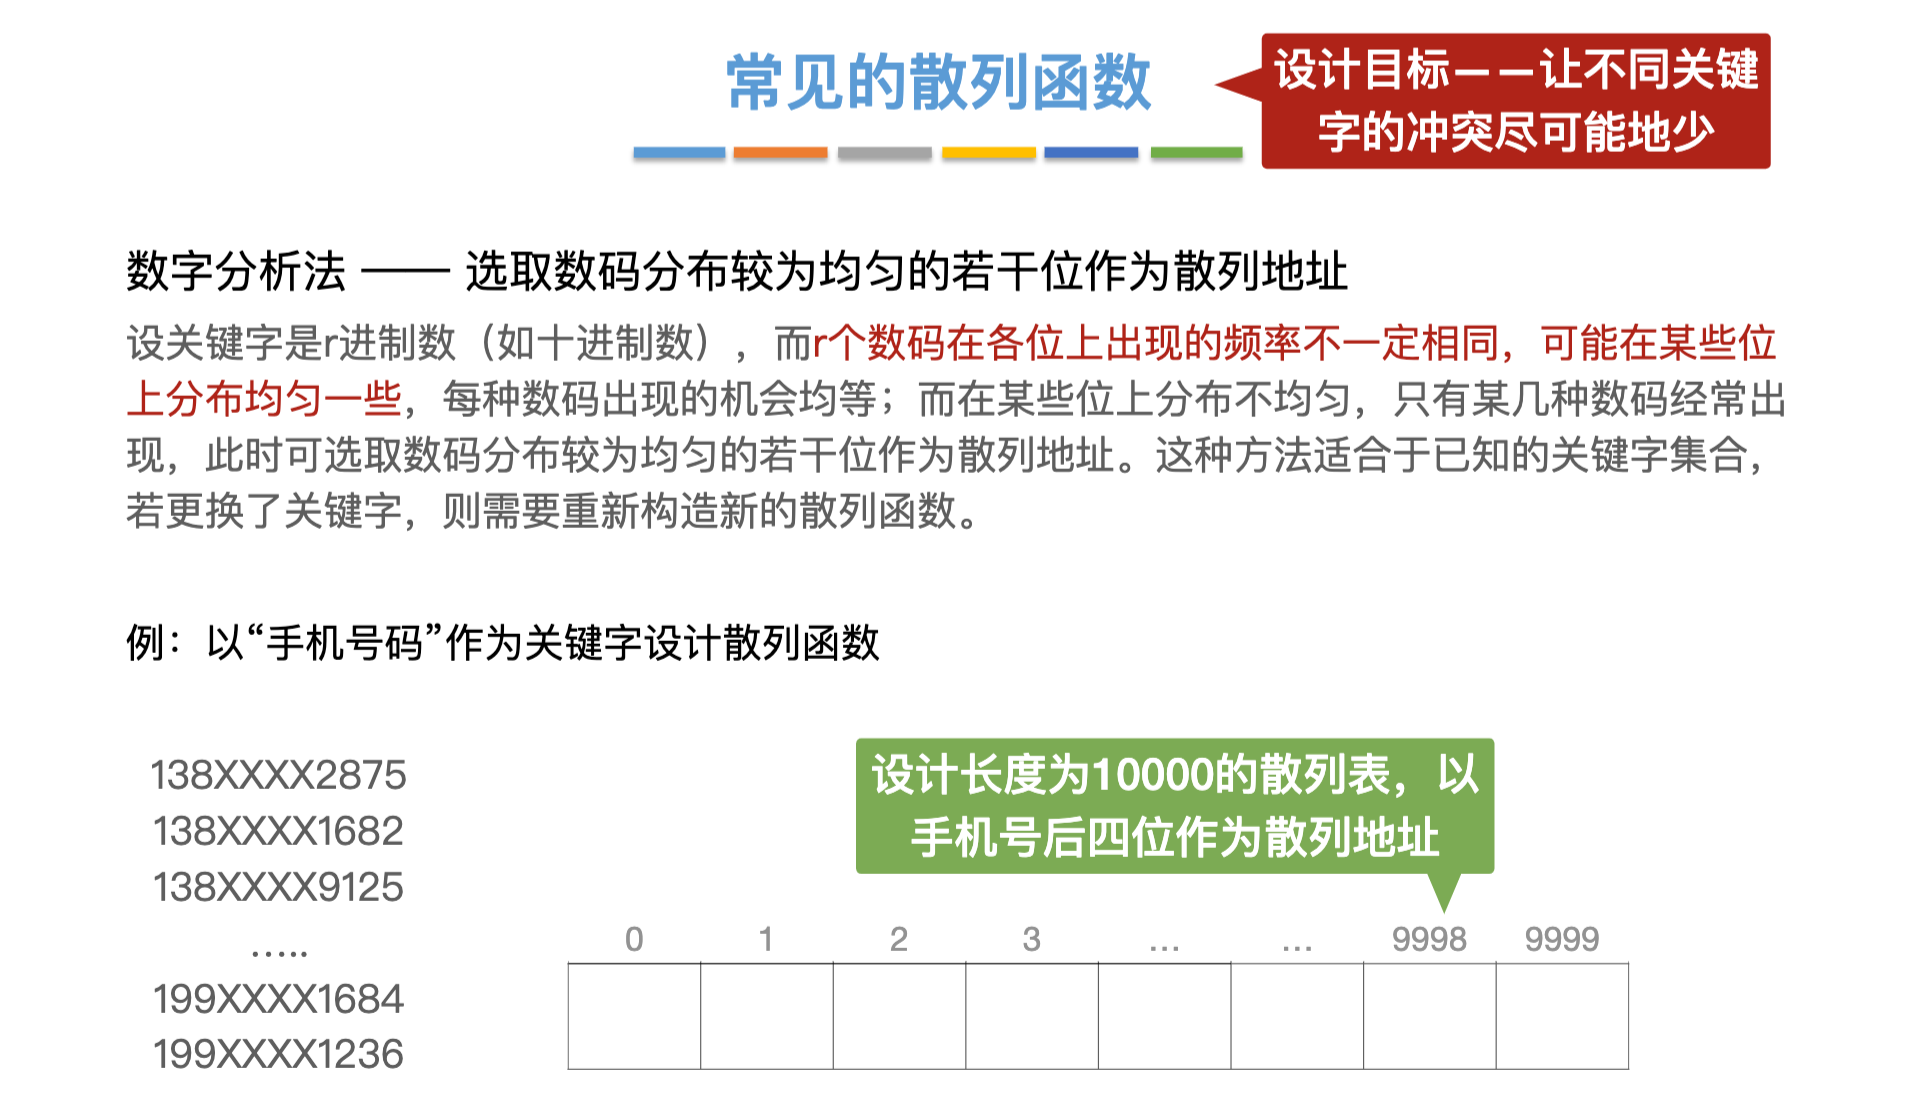 常见的散列函数
设计目标——让不同关键
字的冲突尽可能地少
数字分析法 —— 选取数码分布较为均匀的若干位作为散列地址
设关键字是r进制数（如十进制数），而r个数码在各位上出现的频率不一定相同，可能在某些位
上分布均匀一些，每种数码出现的机会均等；而在某些位上分布不均匀，只有某几种数码经常出
现，此时可选取数码分布较为均匀的若干位作为散列地址。这种方法适合于已知的关键字集合，
若更换了关键字，则需要重新构造新的散列函数。
例：以“手机号码”作为关键字设计散列函数
138XXXX2875
138XXXX1682
138XXXX9125
…..
199XXXX1684
199XXXX1236
设计长度为10000的散列表，以
手机号后四位作为散列地址
0 1 2 3 … … 9998 9999